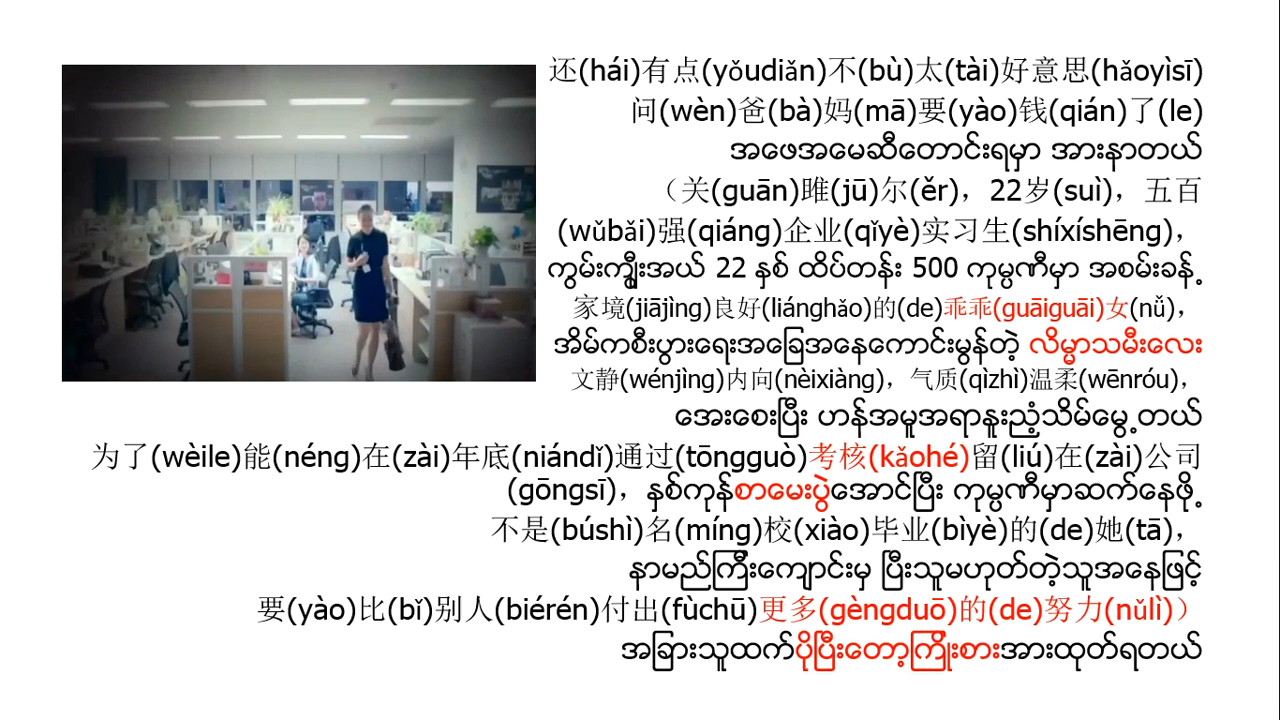 还(hái)有点(yǒudiǎn)不(bù)太(tài)好意思(hǎoyìsī)
问(wèn)爸(bà)妈(mā)要(yào)钱(qián)了(le)
အဖေအမေဆီတောင်းရမှာ အားနာတယ်
（关(guān)雎(jū)尔(ěr)，22岁(suì)，五百
(wǔbǎi)强(qiáng)企业(qǐyè)实习生(shíxíshēng)，
ကွမ်းကျွီးအယ် 22 နှစ် ထိပ်တန်း 500 ကုမ္ပဏီမှာ အစမ်းခန့်
家境(jiājìng)良好(liánghǎo)的(de)乖乖(guāiguāi)女(nǚ)，
အိမ်ကစီးပွားရေးအခြေအနေကောင်းမွန်တဲ့ လိမ္မာသမီးလေး
文静(wénjìng)内向(nèixiàng)，气质(qìzhì)温柔(wēnróu)，
အေးစေးပြီး ဟန်အမူအရာနူးညံ့သိမ်မွေ့တယ်
为了(wèile)能(néng)在(zài)年底(niándǐ)通过(tōngguò)考核(kǎohé)留(liú)在(zài)公司
(gōngsī)，နှစ်ကုန်စာမေးပွဲအောင်ပြီး ကုမ္ပဏီမှာဆက်နေဖို့
不是(búshì)名(míng)校(xiào)毕业(bìyè)的(de)她(tā)，
နာမည်ကြီးကျောင်းမှ ပြီးသူမဟုတ်တဲ့သူအနေဖြင့်
要(yào)比(bǐ)别人(biérén)付出(fùchū)更多(gèngduō)的(de)努力(nǔlì)）
အခြားသူထက်ပိုပြီးတော့ကြိုးစားအားထုတ်ရတယ်